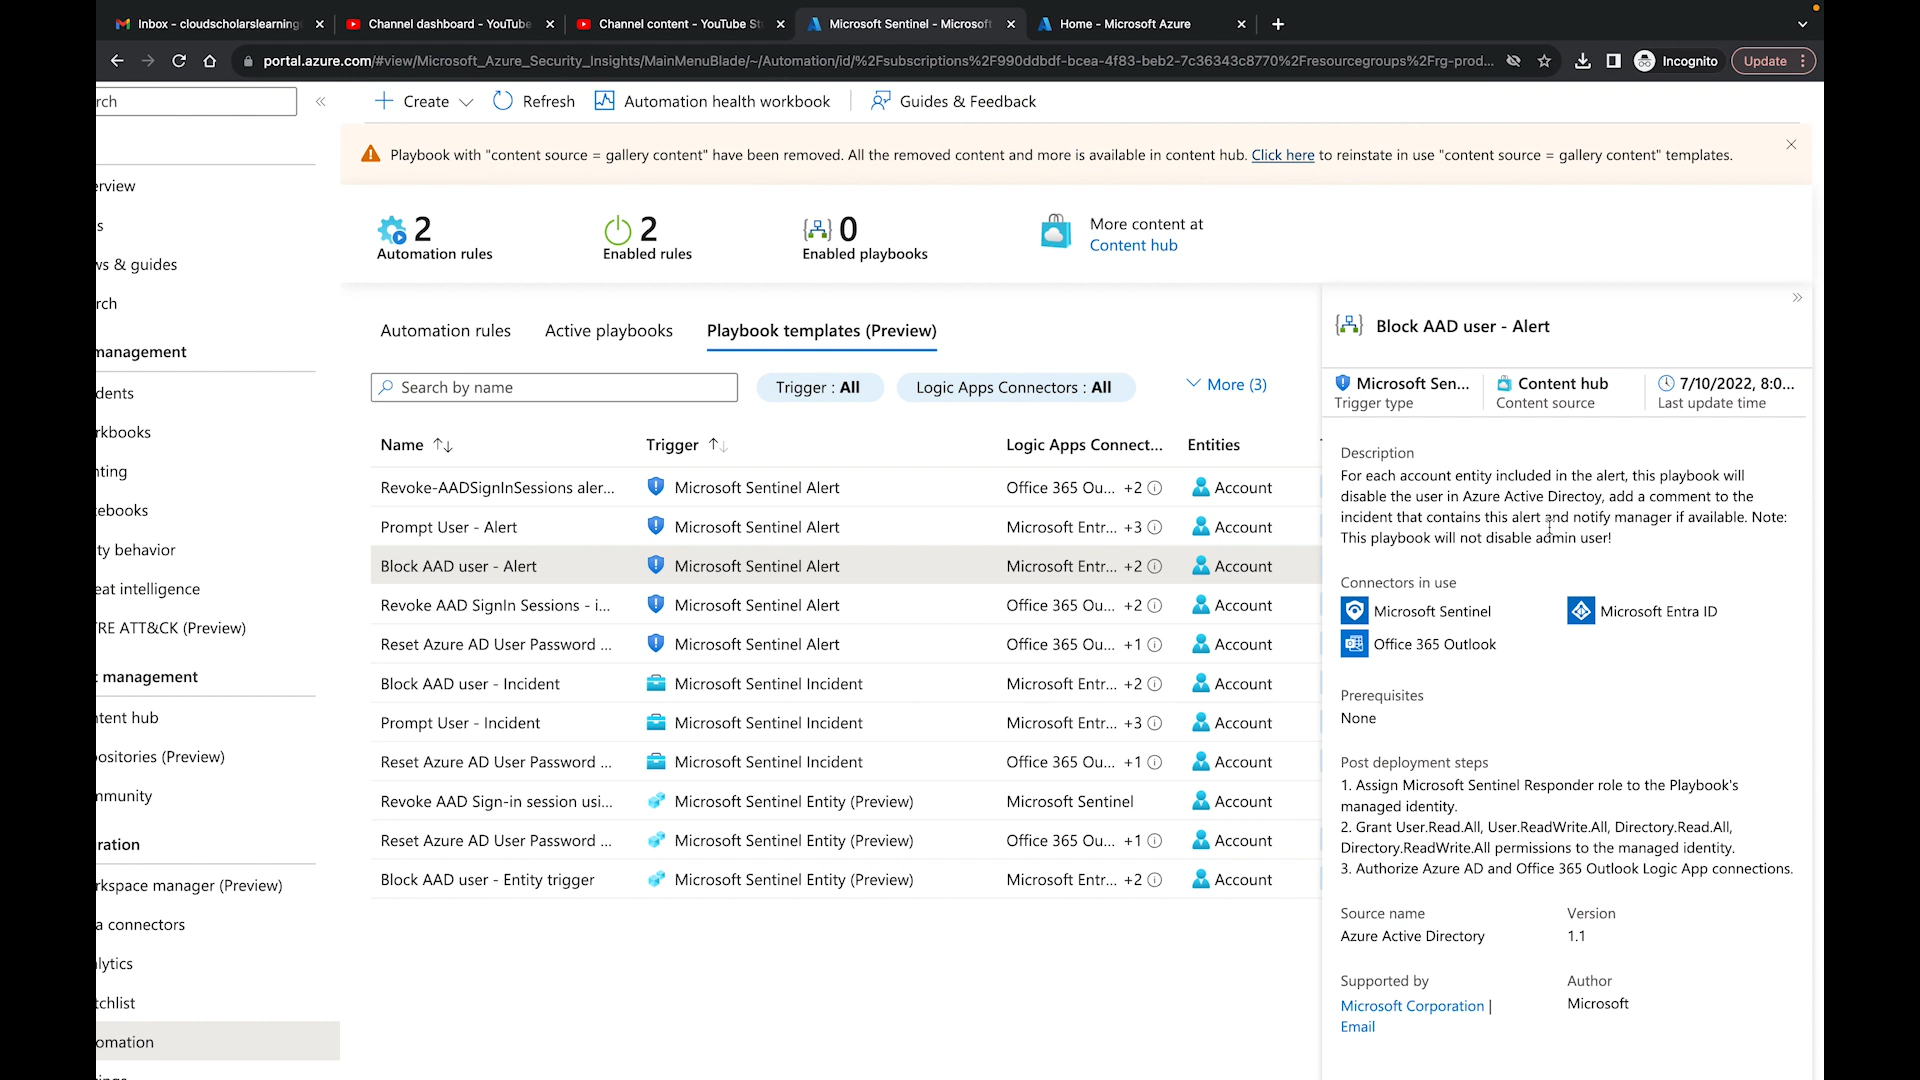 Inbox - cloudscholarslearning
Channel dashboard - YouTube
Channel content - YouTube St
Microsoft Sentinel - Microsoft
Home - Microsoft Azure
portal.azure.com/#view/Microsoft_Azure_Security_Insights/MainMenuBlade/~/Automation/id/%2Fsubscriptions%2F990ddbdf-bcea-4f83-beb2-7c36343c8770%2Fresourcegroups%2Frg-prod...
Incognito
Update
rch
Create
Refresh
Automation health workbook
Guides & Feedback
Playbook with "content source = gallery content" have been removed. All the removed content and more is available in content hub. Click here to reinstate in use "content source = gallery content" templates.
erview
s
ws & guides
rch
management
dents
rkbooks
nting
tebooks
ty behavior
eat intelligence
TRE ATT&CK (Preview)
t management
ntent hub
positories (Preview)
mmunity
uration
rkspace manager (Preview)
a connectors
lytics
tchlist
omation
2
Automation rules
2
Enabled rules
0
Enabled playbooks
More content at
Content hub
Automation rules
Active playbooks
Playbook templates (Preview)
Search by name
Trigger : All
Logic Apps Connectors : All
More (3)
Name Trigger Logic Apps Connect... Entities
Revoke-AADSignInSessions aler... Microsoft Sentinel Alert Office 365 Ou... +2 Account
Prompt User - Alert Microsoft Sentinel Alert Microsoft Entr... +3 Account
Block AAD user - Alert Microsoft Sentinel Alert Microsoft Entr... +2 Account
Revoke AAD SignIn Sessions - i... Microsoft Sentinel Alert Office 365 Ou... +2 Account
Reset Azure AD User Password ... Microsoft Sentinel Alert Office 365 Ou... +1 Account
Block AAD user - Incident Microsoft Sentinel Incident Microsoft Entr... +2 Account
Prompt User - Incident Microsoft Sentinel Incident Microsoft Entr... +3 Account
Reset Azure AD User Password ... Microsoft Sentinel Incident Office 365 Ou... +1 Account
Revoke AAD Sign-in session usi... Microsoft Sentinel Entity (Preview) Microsoft Sentinel Account
Reset Azure AD User Password ... Microsoft Sentinel Entity (Preview) Office 365 Ou... +1 Account
Block AAD user - Entity trigger Microsoft Sentinel Entity (Preview) Microsoft Entr... +2 Account
Block AAD user - Alert
Microsoft Sen... Content hub 7/10/2022, 8:0...
Trigger type Content source Last update time
Description
For each account entity included in the alert, this playbook will
disable the user in Azure Active Directoy, add a comment to the
incident that contains this alert and notify manager if available. Note:
This playbook will not disable admin user!
Connectors in use
Microsoft Sentinel Microsoft Entra ID
Office 365 Outlook
Prerequisites
None
Post deployment steps
1. Assign Microsoft Sentinel Responder role to the Playbook's
managed identity.
2. Grant User.Read.All, User.ReadWrite.All, Directory.Read.All,
Directory.ReadWrite.All permissions to the managed identity.
3. Authorize Azure AD and Office 365 Outlook Logic App connections.
Source name Version
Azure Active Directory 1.1
Supported by Author
Microsoft Corporation | Microsoft
Email